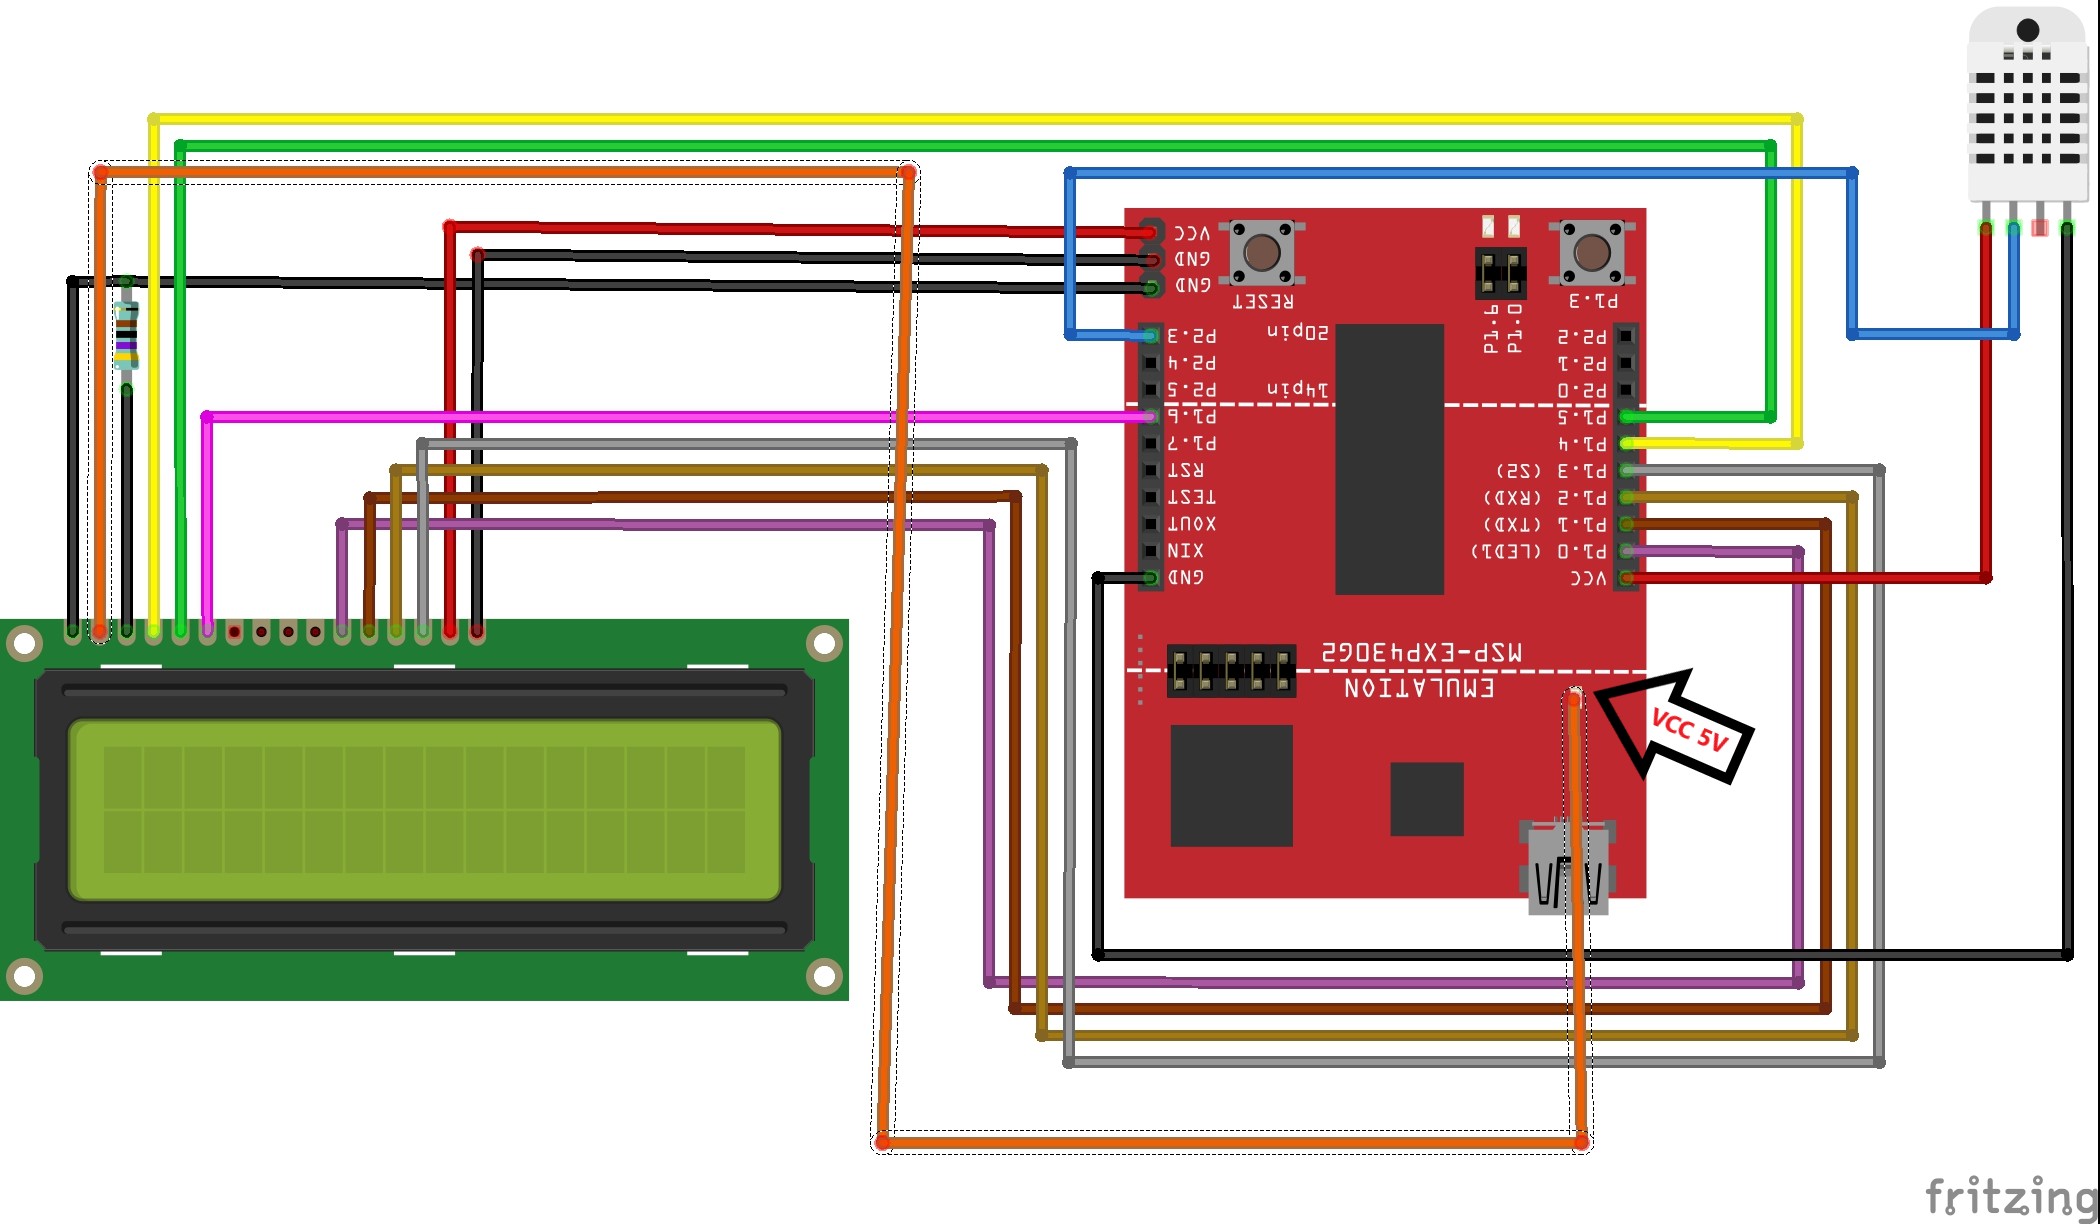 VCC
GND
GND
RESET
P1.3
P1.6
P1.0
P2.3
20pin
P2.2
P2.4
P2.1
P2.5
14pin
P2.0
P1.6
P1.5
P1.7
P1.4
RST
P1.3 (S2)
TEST
P1.2 (RXD)
XOUT
P1.1 (TXD)
XIN
P1.0 (LED1)
GND
VCC
MSP-EXP430G2
EMULATION
VCC 5V
fritzing